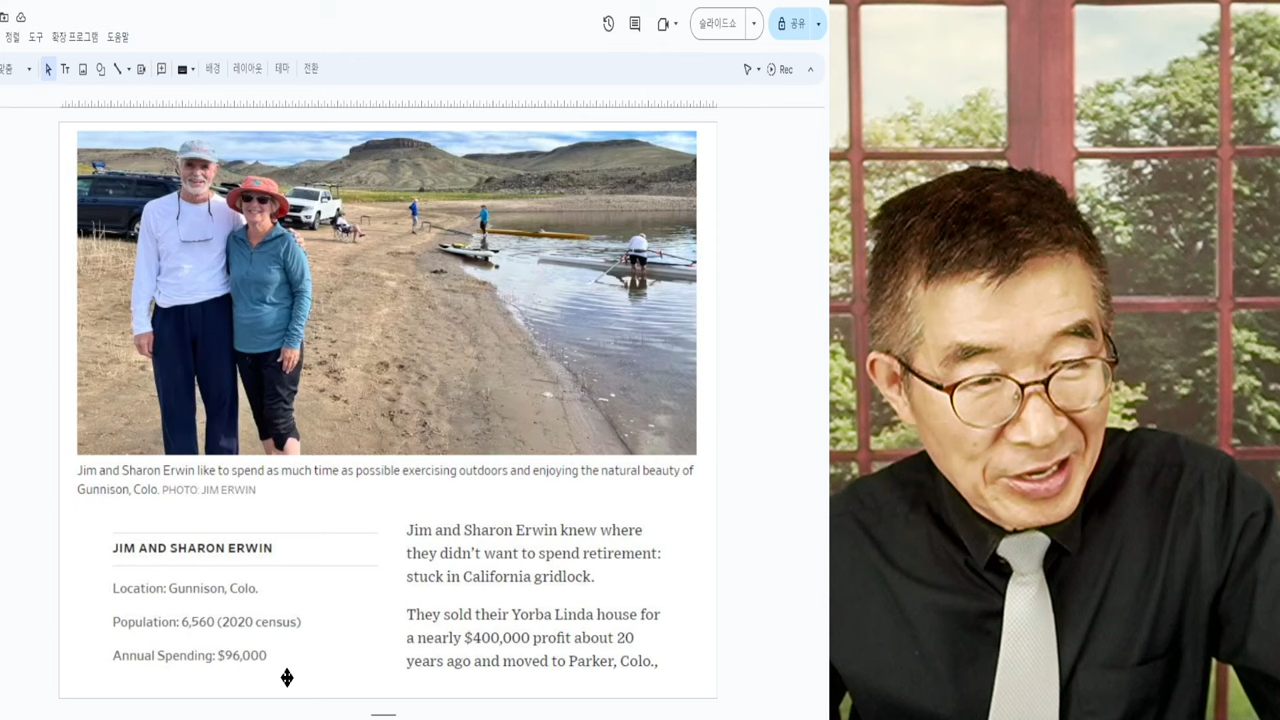 정렬 도구 확장 프로그램 도움말
슬라이드쇼
공유
맞춤
배경 레이아웃 테마 전환
Rec
Jim and Sharon Erwin like to spend as much time as possible exercising outdoors and enjoying the natural beauty of
Gunnison, Colo. PHOTO: JIM ERWIN
JIM AND SHARON ERWIN
Location: Gunnison, Colo.
Population: 6,560 (2020 census)
Annual Spending: $96,000
Jim and Sharon Erwin knew where
they didn’t want to spend retirement:
stuck in California gridlock.
They sold their Yorba Linda house for
a nearly $400,000 profit about 20
years ago and moved to Parker, Colo.,